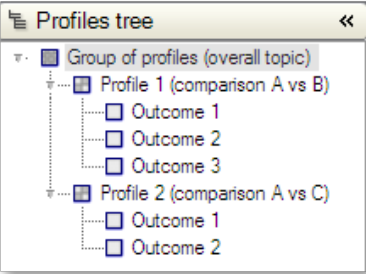 Profiles tree «
Group of profiles (overall topic)
Profile 1 (comparison A vs B)
Outcome 1
Outcome 2
Outcome 3
Profile 2 (comparison A vs C)
Outcome 1
Outcome 2